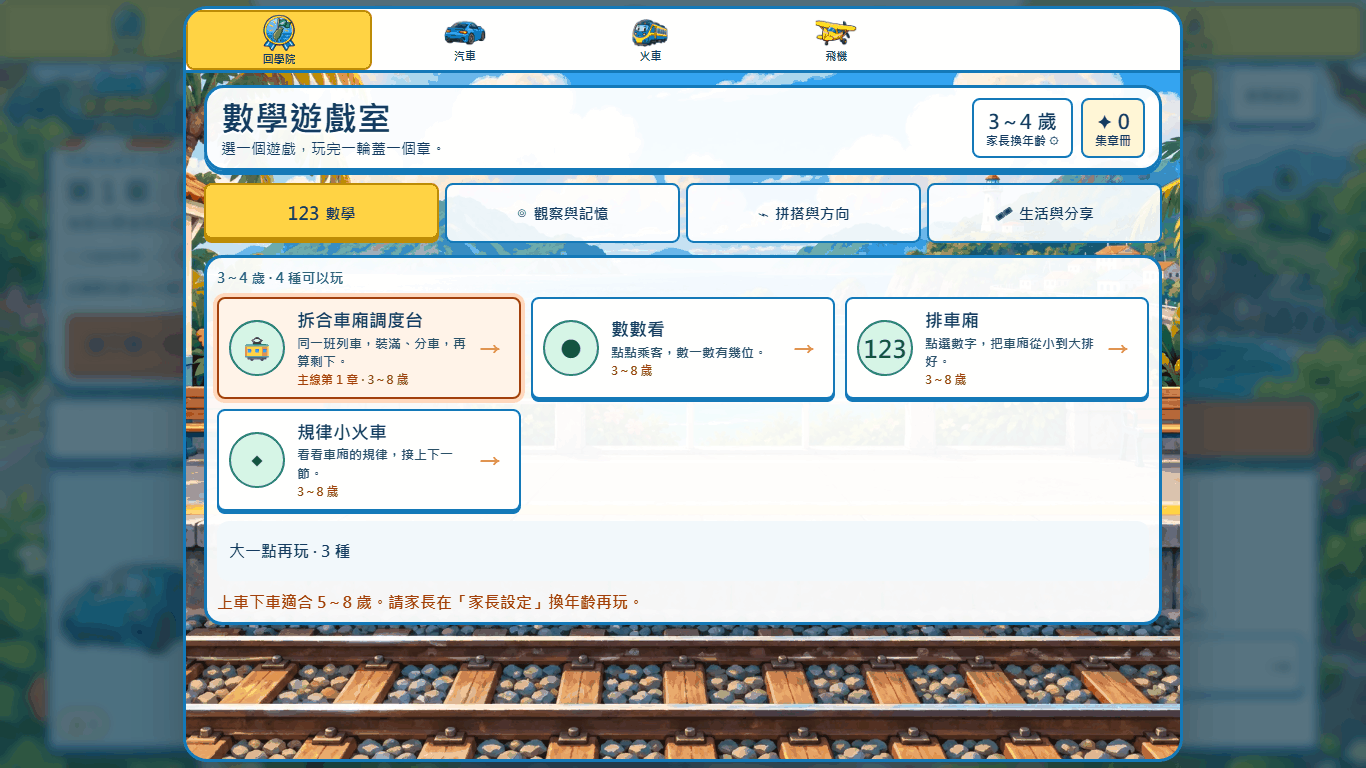 回學院
汽車
火車
飛機
數學遊戲室
選一個遊戲，玩完一輪蓋一個章。
3～4 歲
家長換年齡 ⚙
✦ 0
集章冊
123 數學
◎ 觀察與記憶
拼搭與方向
生活與分享
3～4 歲 · 4 種可以玩
拆合車廂調度台
同一班列車，裝滿、分車，再
算剩下。
主線第 1 章 · 3～8 歲
→
數數看
點點乘客，數一數有幾位。
3～8 歲
→
123
排車廂
點選數字，把車廂從小到大排
好。
3～8 歲
→
規律小火車
看看車廂的規律，接上下一
節。
3～8 歲
→
大一點再玩 · 3 種
上車下車適合 5～8 歲。請家長在「家長設定」換年齡再玩。